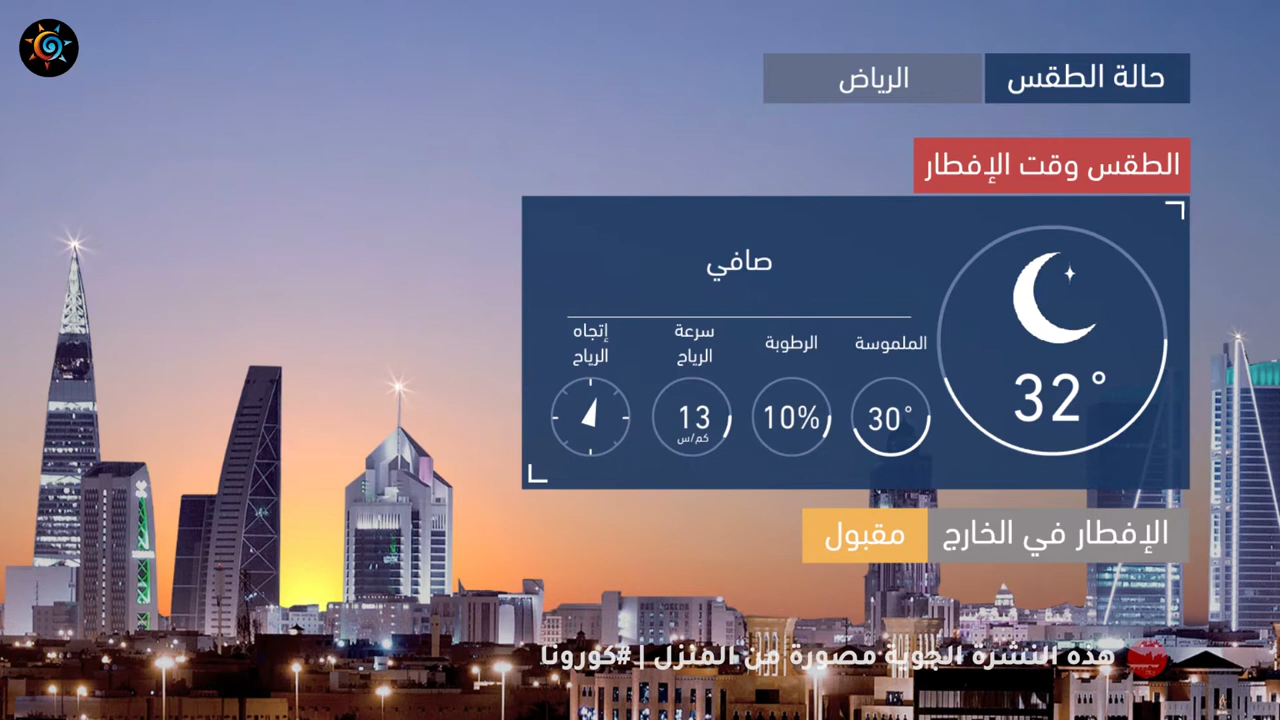 حالة الطقس
الرياض
الطقس وقت الإفطار
صافي
32°
الملموسة
30°
الرطوبة
10%
سرعة
الرياح
13
كم/س
إتجاه
الرياح
الإفطار في الخارج
مقبول
هذه النشرة الجوية مصورة من المنزل | #كورونا